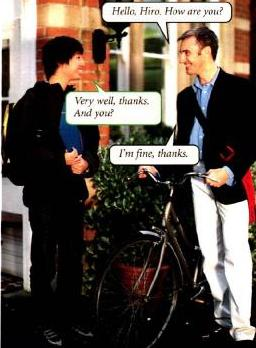 Hello, Hiro. How are you?
Very well, thanks.
And you?
I'm fine, thanks.